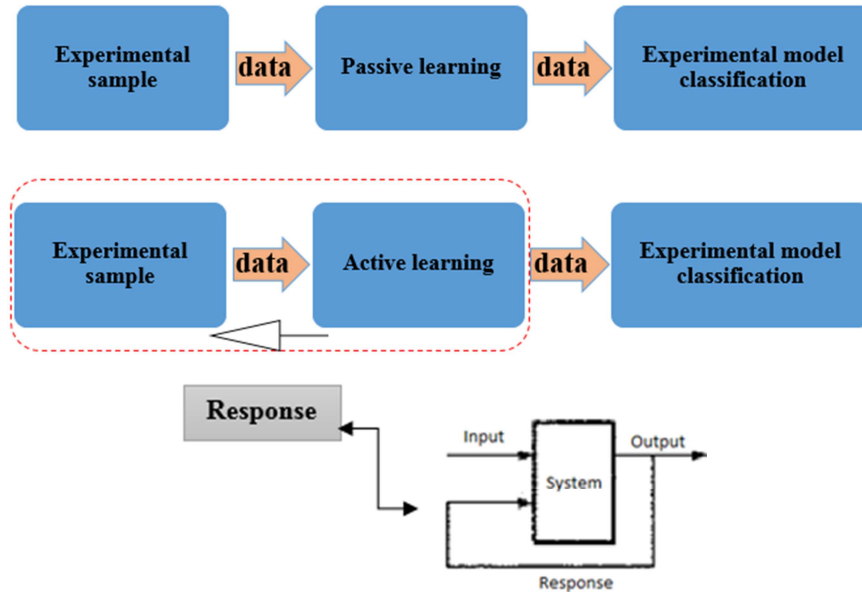 Experimental
sample
data
Passive learning
data
Experimental model
classification
Experimental
sample
data
Active learning
data
Experimental model
classification
Response
Input
Output
System
Response